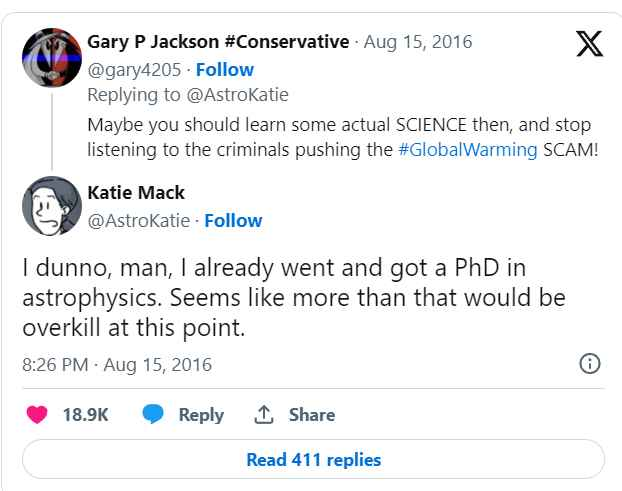 Gary P Jackson #Conservative · Aug 15, 2016
@gary4205 · Follow
Replying to @AstroKatie
Maybe you should learn some actual SCIENCE then, and stop
listening to the criminals pushing the #GlobalWarming SCAM!
Katie Mack
@AstroKatie · Follow
I dunno, man, I already went and got a PhD in
astrophysics. Seems like more than that would be
overkill at this point.
8:26 PM · Aug 15, 2016
18.9K Reply Share
Read 411 replies